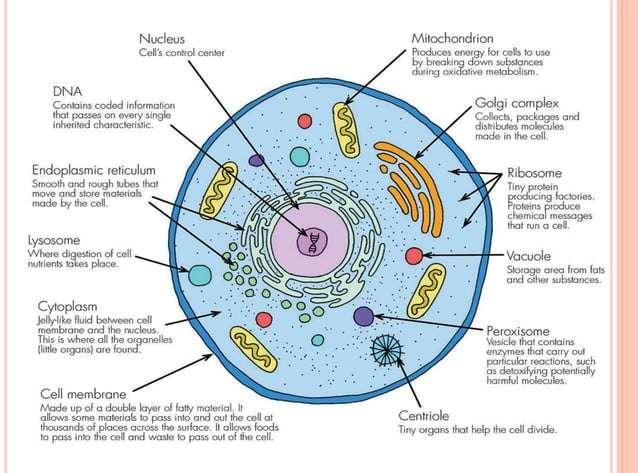 Nucleus
Cell's control center
Mitochondrion
Produces energy for cells to use
by breaking down substances
during oxidative metabolism.
DNA
Contains coded information
that passes on every single
inherited characteristic.
Golgi complex
Collects, packages and
distributes molecules
made in the cell.
Endoplasmic reticulum
Smooth and rough tubes that
move and store materials
made by the cell.
Ribosome
Tiny protein
producing factories.
Proteins produce
chemical messages
that run a cell.
Lysosome
Where digestion of cell
nutrients takes place.
Vacuole
Storage area from fats
and other substances.
Cytoplasm
Jelly-like fluid between cell
membrane and the nucleus.
This is where all the organelles
(little organs) are found.
Peroxisome
Vesicle that contains
enzymes that carry out
particular reactions, such
as detoxifying potentially
harmful molecules.
Cell membrane
Made up of a double layer of fatty material. It
allows some materials to pass into and out the cell at
thousands of places across the surface. It allows foods
to pass into the cell and waste to pass out of the cell.
Centriole
Tiny organs that help the cell divide.